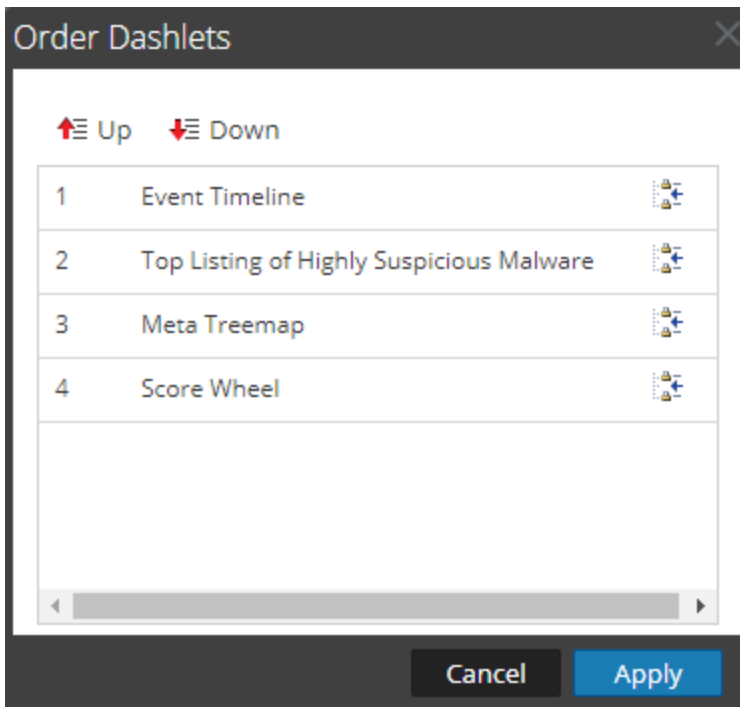 Order Dashlets
Up Down
1 Event Timeline
2 Top Listing of Highly Suspicious Malware
3 Meta Treemap
4 Score Wheel
Cancel Apply